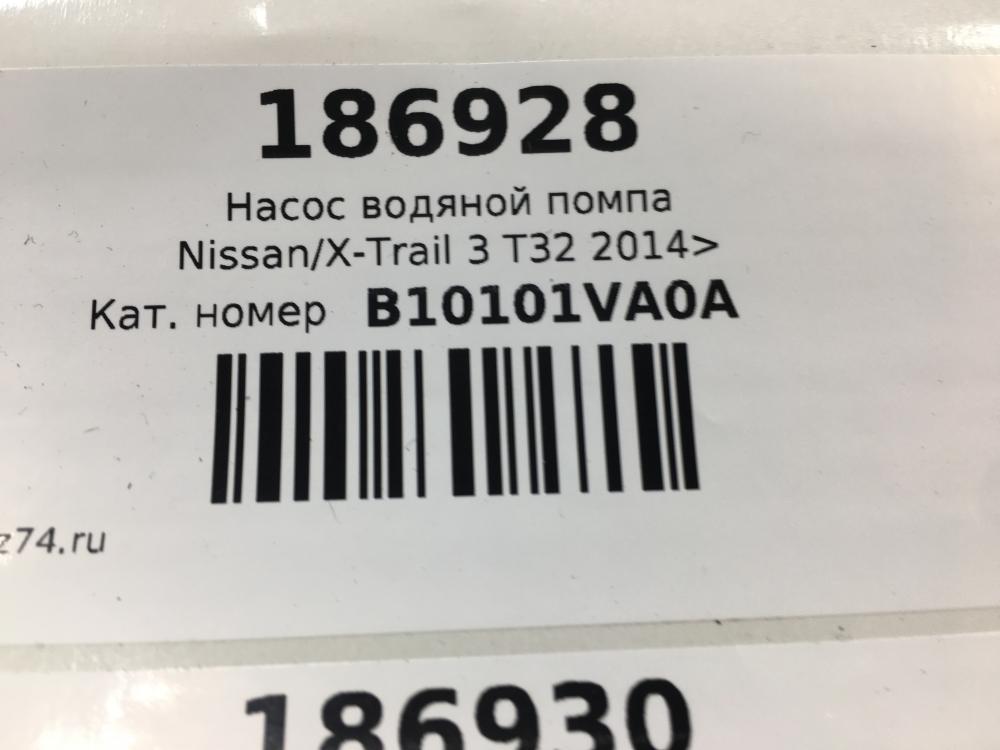 186928
Насос водяной помпа
Nissan/X-Trail 3 T32 2014>
Кат. номер B10101VA0A
z74.ru
186930